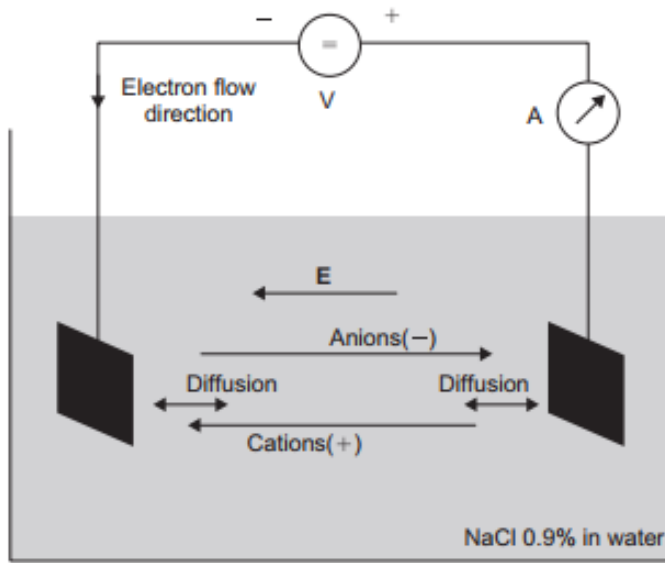 − = +
V
Electron flow
direction
A
E
Anions(−)
Diffusion Diffusion
Cations(+)
NaCl 0.9% in water